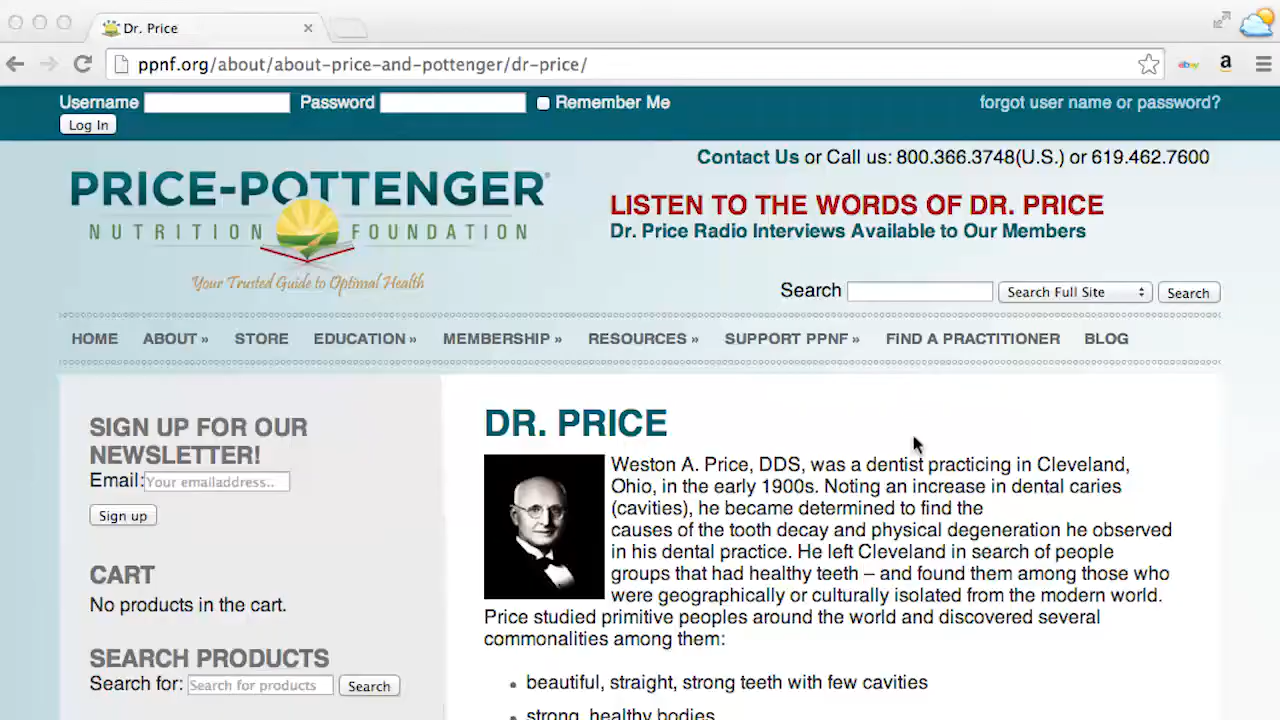 Dr. Price
ppnf.org/about/about-price-and-pottenger/dr-price/
ebay
a
Username Password Remember Me forgot user name or password?
Log In
Contact Us or Call us: 800.366.3748(U.S.) or 619.462.7600
PRICE-POTTENGER®
NUTRITION FOUNDATION
Your Trusted Guide to Optimal Health
LISTEN TO THE WORDS OF DR. PRICE
Dr. Price Radio Interviews Available to Our Members
Search Search Full Site Search
HOME ABOUT » STORE EDUCATION » MEMBERSHIP » RESOURCES » SUPPORT PPNF » FIND A PRACTITIONER BLOG
SIGN UP FOR OUR
NEWSLETTER!
Email: Your emailaddress..
Sign up
CART
No products in the cart.
SEARCH PRODUCTS
Search for: Search for products Search
DR. PRICE
Weston A. Price, DDS, was a dentist practicing in Cleveland,
Ohio, in the early 1900s. Noting an increase in dental caries
(cavities), he became determined to find the
causes of the tooth decay and physical degeneration he observed
in his dental practice. He left Cleveland in search of people
groups that had healthy teeth – and found them among those who
were geographically or culturally isolated from the modern world.
Price studied primitive peoples around the world and discovered several
commonalities among them:
• beautiful, straight, strong teeth with few cavities
• strong, healthy bodies